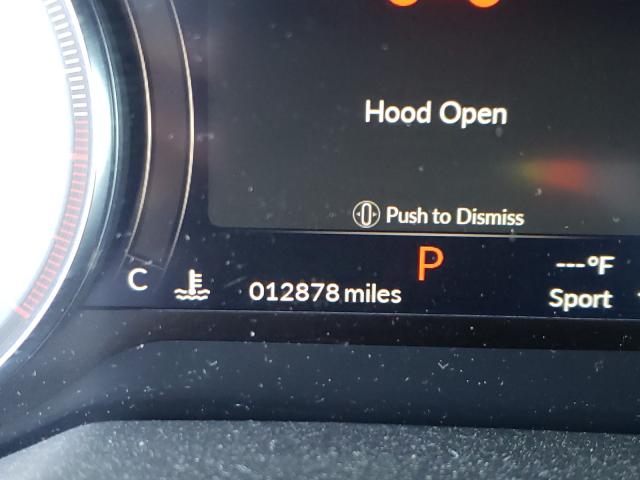 Hood Open
Push to Dismiss
P
---°F
C
012878 miles
Sport